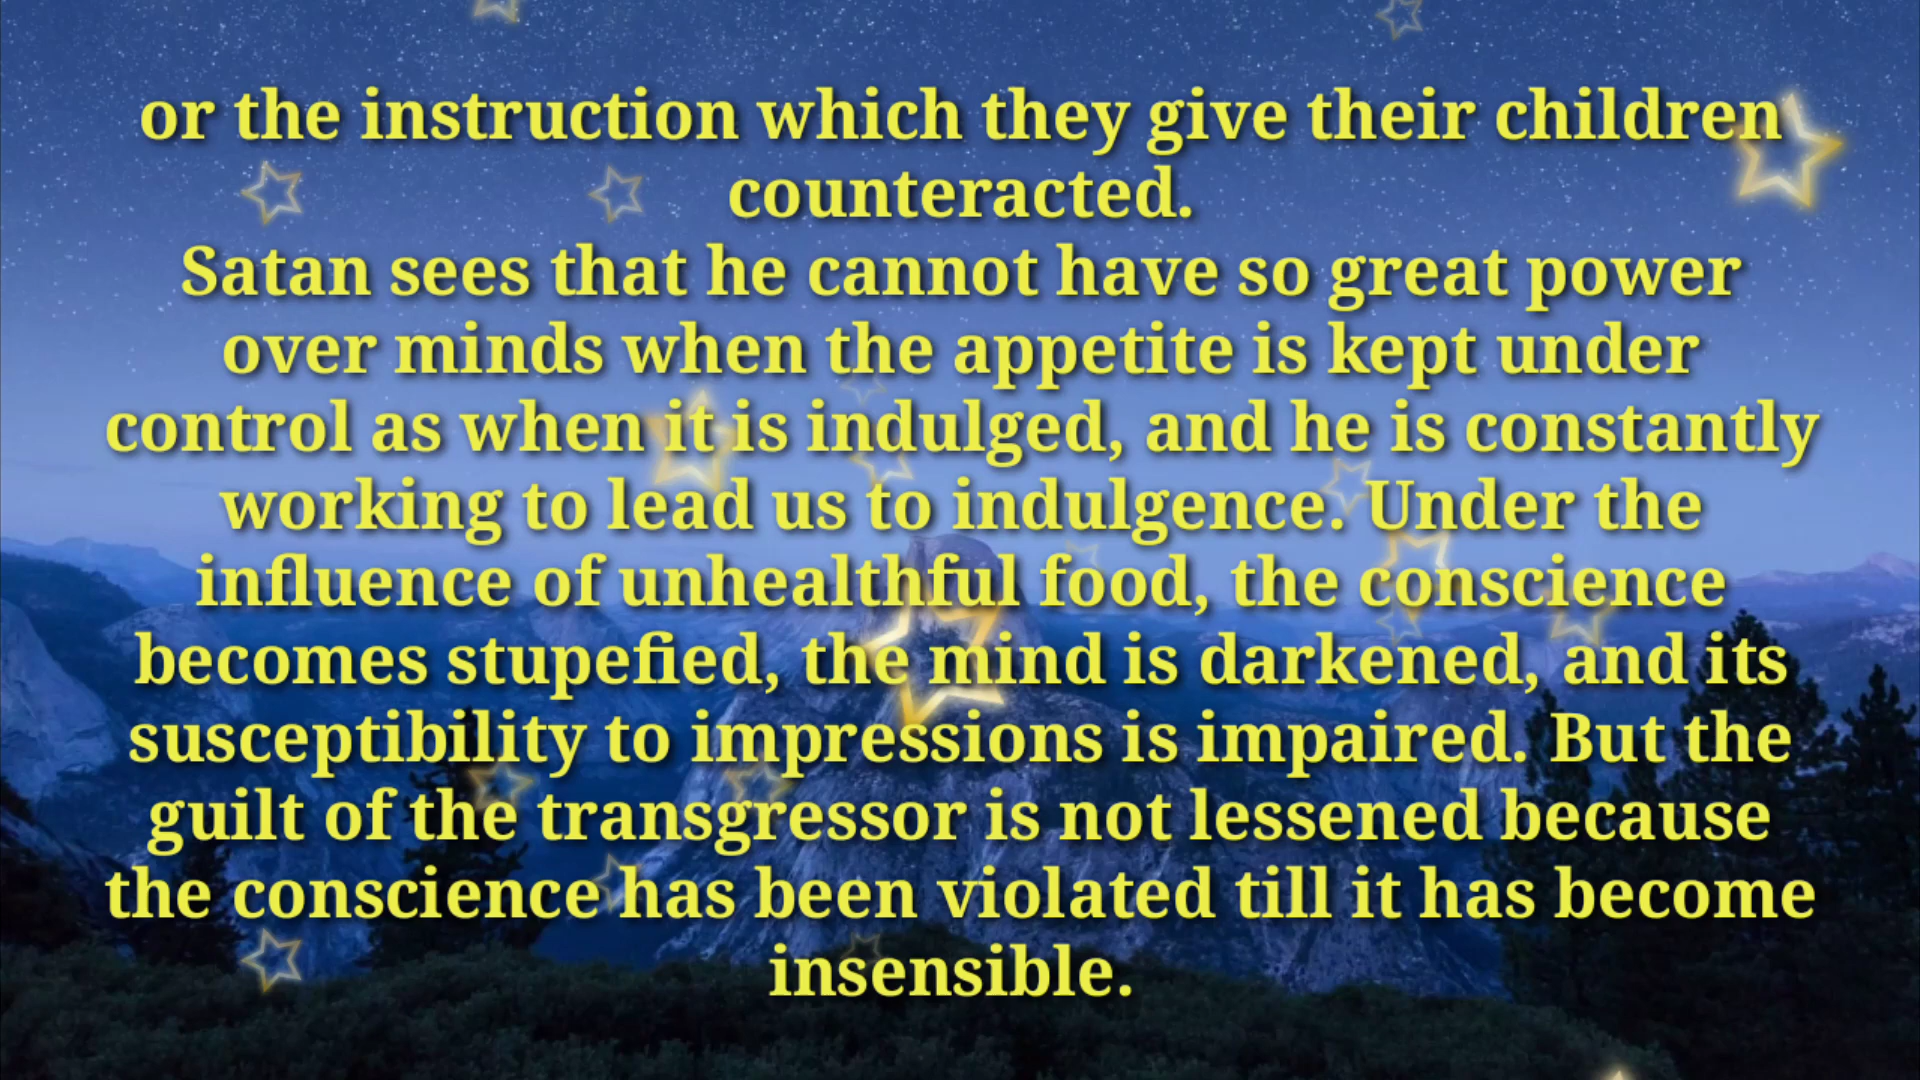 or the instruction which they give their children
counteracted.
Satan sees that he cannot have so great power
over minds when the appetite is kept under
control as when it is indulged, and he is constantly
working to lead us to indulgence. Under the
influence of unhealthful food, the conscience
becomes stupefied, the mind is darkened, and its
susceptibility to impressions is impaired. But the
guilt of the transgressor is not lessened because
the conscience has been violated till it has become
insensible.